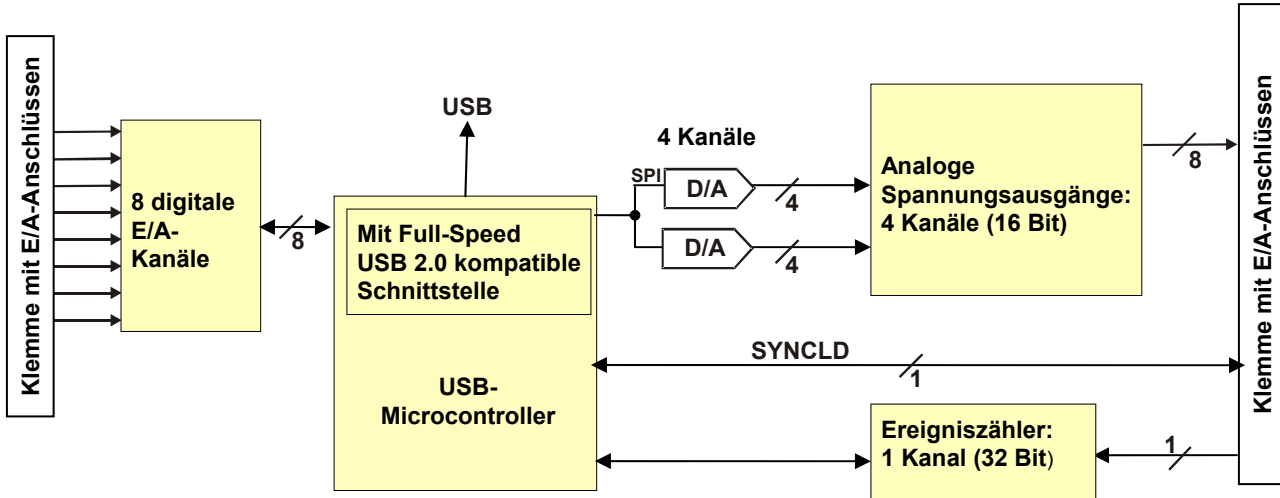 Klemme mit E/A-Anschlüssen
8 digitale
E/A-
Kanäle
8
USB
Mit Full-Speed
USB 2.0 kompatible
Schnittstelle
USB-
Microcontroller
4 Kanäle
SPI
D/A
4
D/A
4
Analoge
Spannungsausgänge:
4 Kanäle (16 Bit)
8
SYNCLD
1
Ereigniszähler:
1 Kanal (32 Bit)
1
Klemme mit E/A-Anschlüssen